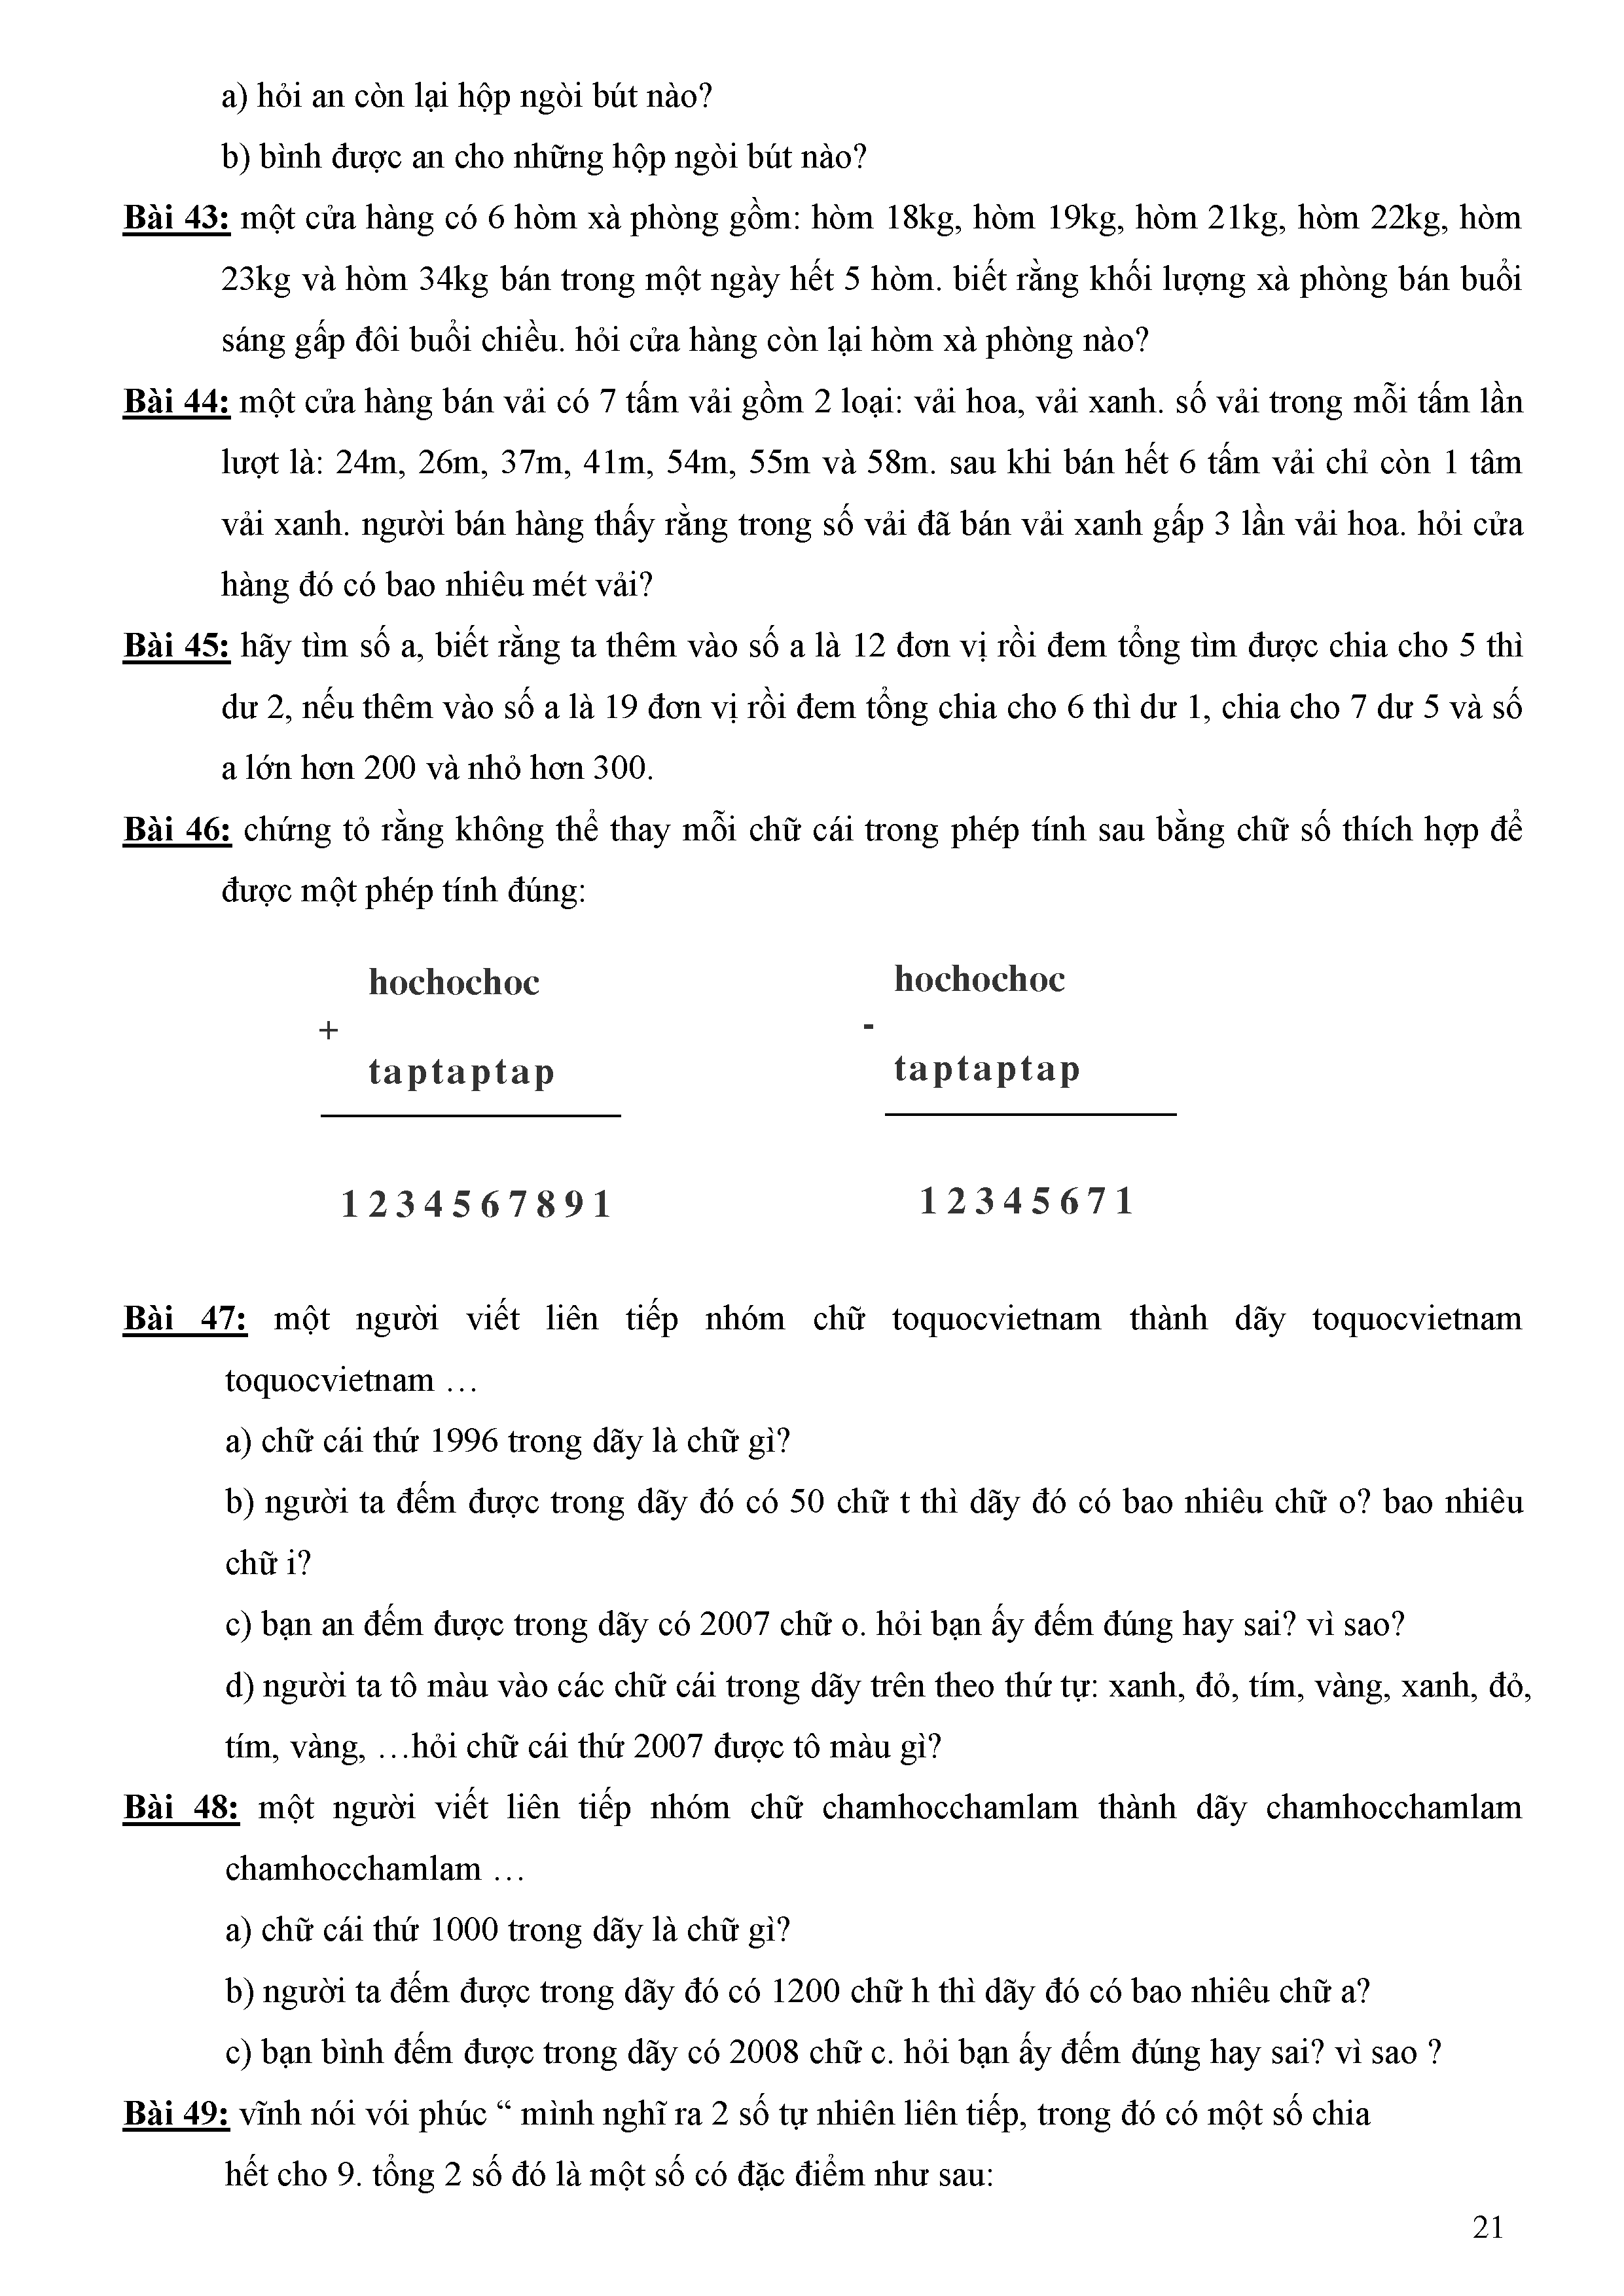 a) hỏi an còn lại hộp ngòi bút nào?
b) bình được an cho những hộp ngòi bút nào?
Bài 43: một cửa hàng có 6 hòm xà phòng gồm: hòm 18kg, hòm 19kg, hòm 21kg, hòm 22kg, hòm
23kg và hòm 34kg bán trong một ngày hết 5 hòm. biết rằng khối lượng xà phòng bán buổi
sáng gấp đôi buổi chiều. hỏi cửa hàng còn lại hòm xà phòng nào?
Bài 44: một cửa hàng bán vải có 7 tấm vải gồm 2 loại: vải hoa, vải xanh. số vải trong mỗi tấm lần
lượt là: 24m, 26m, 37m, 41m, 54m, 55m và 58m. sau khi bán hết 6 tấm vải chỉ còn 1 tâm
vải xanh. người bán hàng thấy rằng trong số vải đã bán vải xanh gấp 3 lần vải hoa. hỏi cửa
hàng đó có bao nhiêu mét vải?
Bài 45: hãy tìm số a, biết rằng ta thêm vào số a là 12 đơn vị rồi đem tổng tìm được chia cho 5 thì
dư 2, nếu thêm vào số a là 19 đơn vị rồi đem tổng chia cho 6 thì dư 1, chia cho 7 dư 5 và số
a lớn hơn 200 và nhỏ hơn 300.
Bài 46: chứng tỏ rằng không thể thay mỗi chữ cái trong phép tính sau bằng chữ số thích hợp để
được một phép tính đúng:
hochochoc hochochoc
+ -
taptaptap taptaptap
1 2 3 4 5 6 7 8 9 1 1 2 3 4 5 6 7 1
Bài 47: một người viết liên tiếp nhóm chữ toquocvietnam thành dãy toquocvietnam
toquocvietnam …
a) chữ cái thứ 1996 trong dãy là chữ gì?
b) người ta đếm được trong dãy đó có 50 chữ t thì dãy đó có bao nhiêu chữ o? bao nhiêu
chữ i?
c) bạn an đếm được trong dãy có 2007 chữ o. hỏi bạn ấy đếm đúng hay sai? vì sao?
d) người ta tô màu vào các chữ cái trong dãy trên theo thứ tự: xanh, đỏ, tím, vàng, xanh, đỏ,
tím, vàng, …hỏi chữ cái thứ 2007 được tô màu gì?
Bài 48: một người viết liên tiếp nhóm chữ chamhocchamlam thành dãy chamhocchamlam
chamhocchamlam …
a) chữ cái thứ 1000 trong dãy là chữ gì?
b) người ta đếm được trong dãy đó có 1200 chữ h thì dãy đó có bao nhiêu chữ a?
c) bạn bình đếm được trong dãy có 2008 chữ c. hỏi bạn ấy đếm đúng hay sai? vì sao ?
Bài 49: vĩnh nói vói phúc “ mình nghĩ ra 2 số tự nhiên liên tiếp, trong đó có một số chia
hết cho 9. tổng 2 số đó là một số có đặc điểm như sau:
21